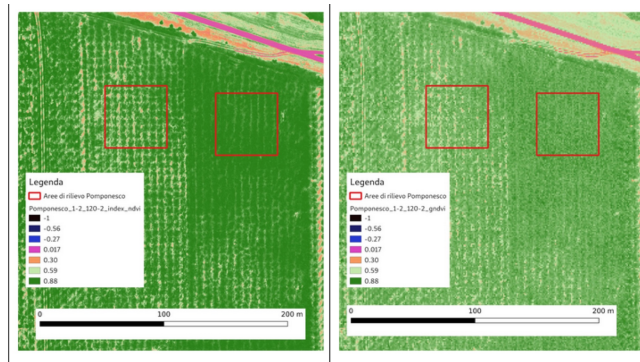 Legenda
Aree di rilievo Pomponesco
Pomponesco_1-2_120-2_index_ndvi
-1
-0.56
-0.27
0.017
0.30
0.59
0.88
0 100 200 m
Legenda
Aree di rilievo Pomponesco
Pomponesco_1-2_120-2_gndvi
-1
-0.56
-0.27
0.017
0.30
0.59
0.88
0 100 200 m